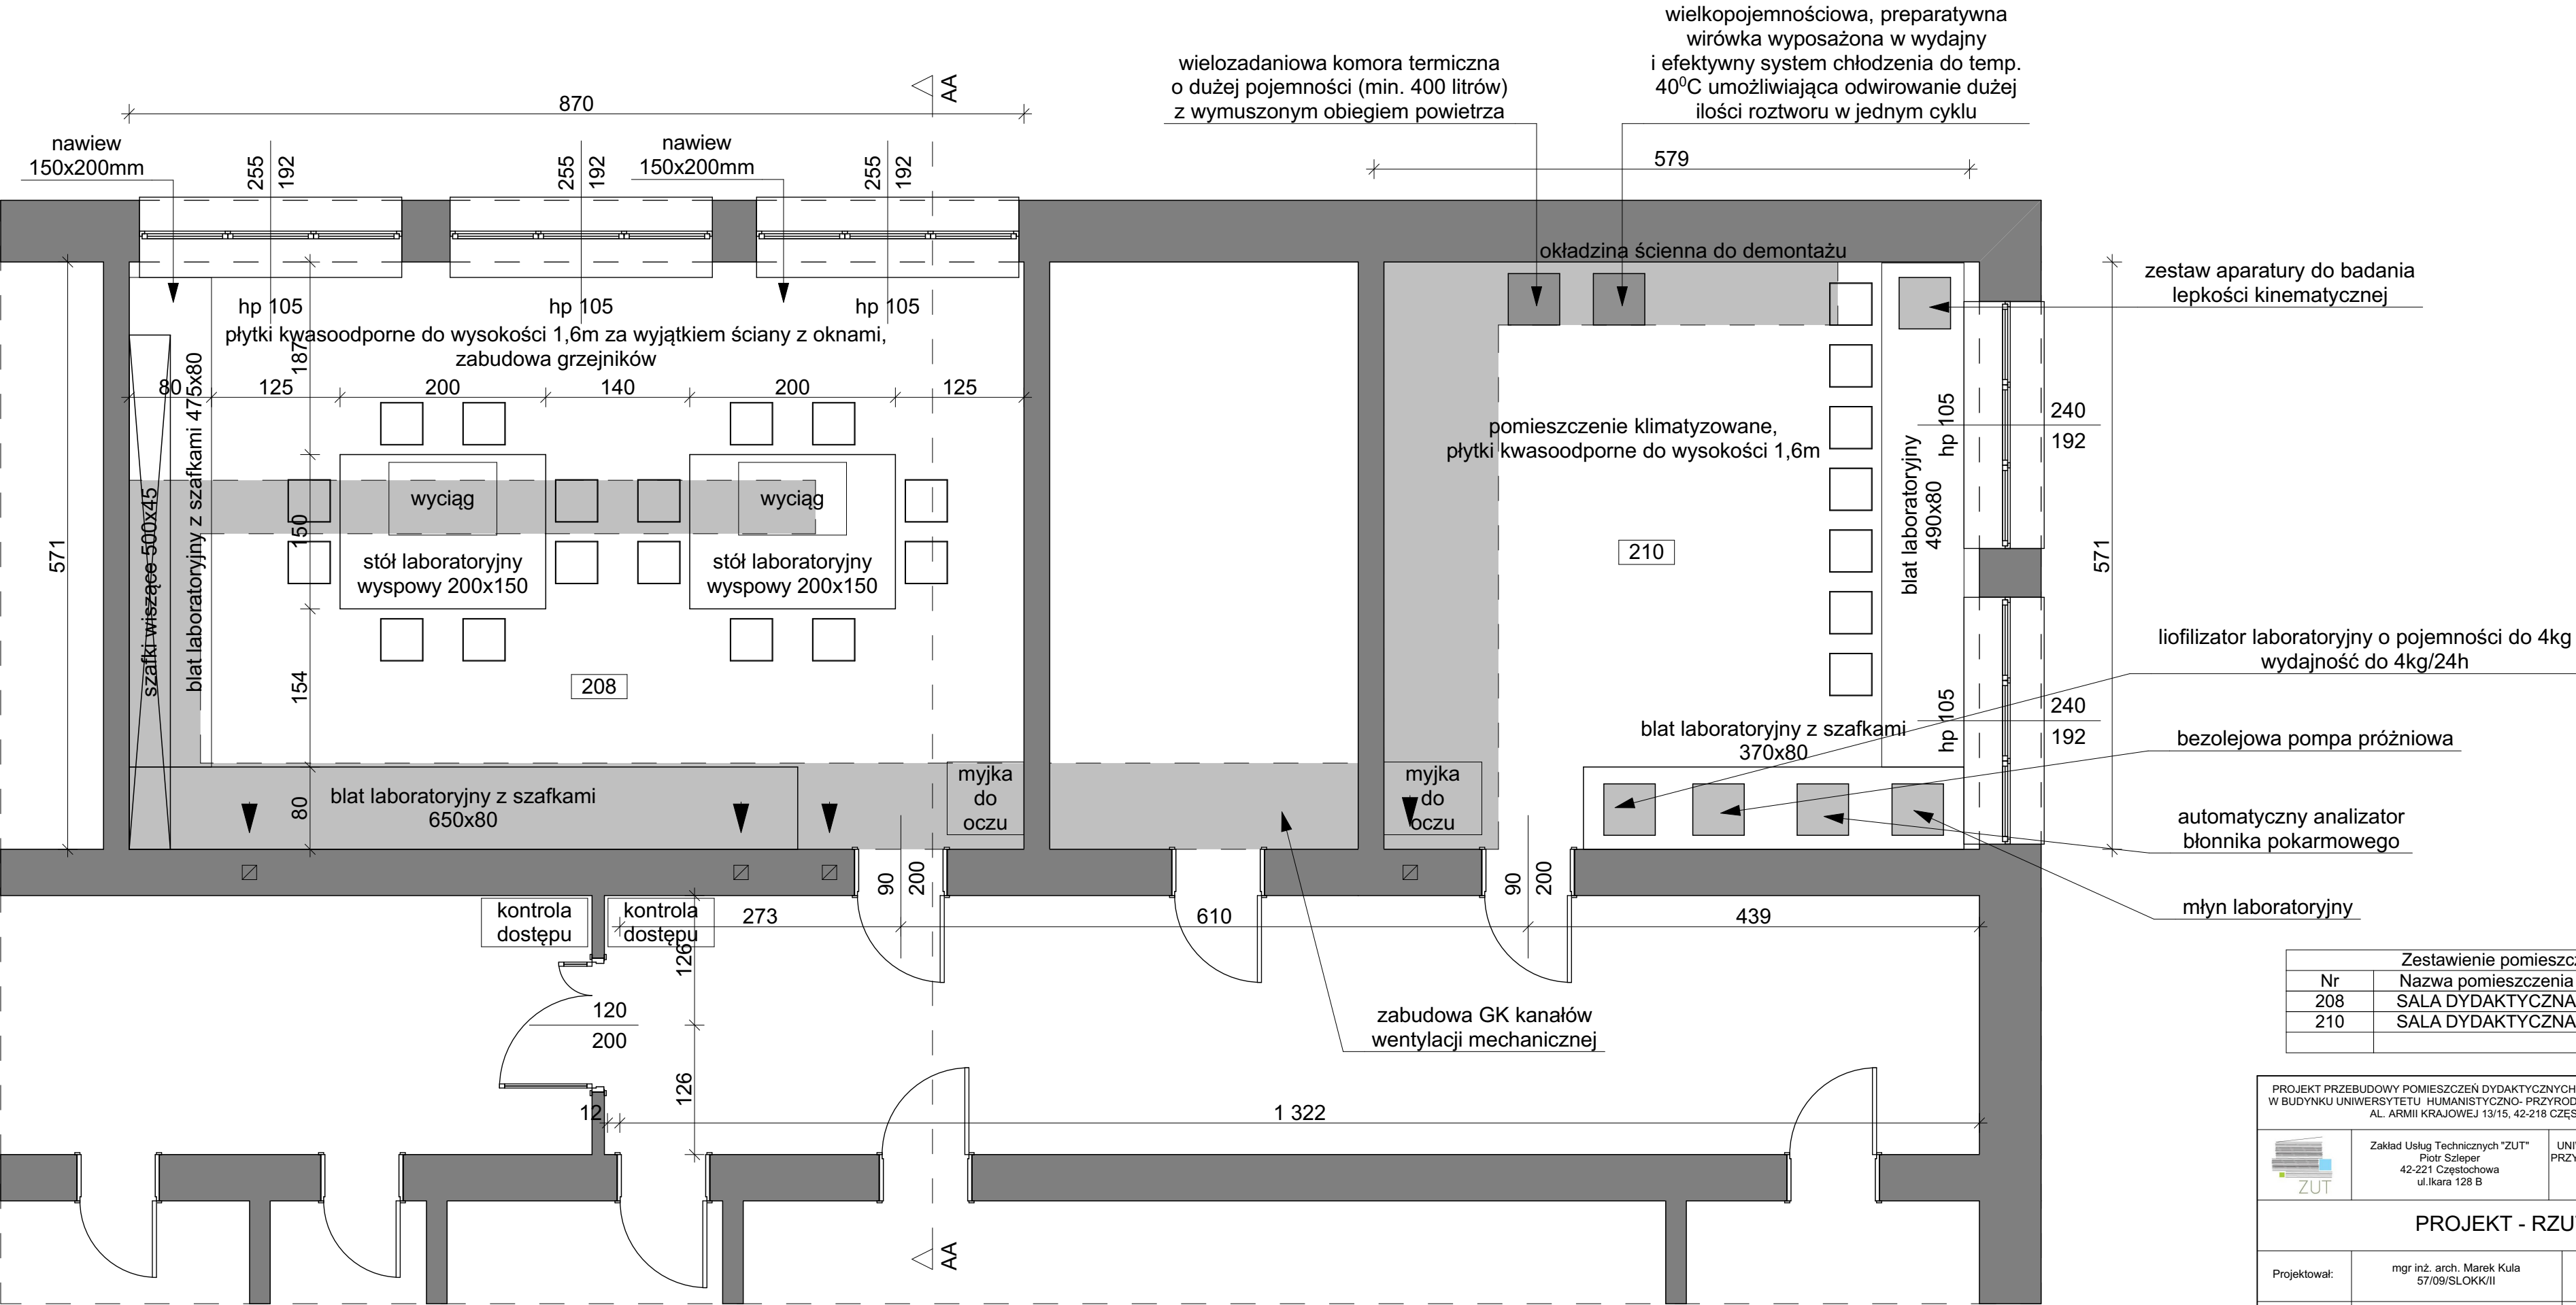 wielkopojemnościowa, preparatywna
wirówka wyposażona w wydajny
i efektywny system chłodzenia do temp.
40⁰C umożliwiająca odwirowanie dużej
ilości roztworu w jednym cyklu
wielozadaniowa komora termiczna
o dużej pojemności (min. 400 litrów)
z wymuszonym obiegiem powietrza
AA
870
nawiew
150x200mm
nawiew
150x200mm
255
192
255
192
255
192
579
okładzina ścienna do demontażu
zestaw aparatury do badania
lepkości kinematycznej
hp 105
hp 105
hp 105
płytki kwasoodporne do wysokości 1,6m za wyjątkiem ściany z oknami,
zabudowa grzejników
187
80
125
200
140
200
125
571
szafki wiszące 500x45
blat laboratoryjny z szafkami 475x80
150
154
80
wyciąg
wyciąg
stół laboratoryjny
wyspowy 200x150
stół laboratoryjny
wyspowy 200x150
208
pomieszczenie klimatyzowane,
płytki kwasoodporne do wysokości 1,6m
210
blat laboratoryjny
490x80
hp 105
240
192
571
hp 105
240
192
liofilizator laboratoryjny o pojemności do 4kg
wydajność do 4kg/24h
bezolejowa pompa próżniowa
automatyczny analizator
błonnika pokarmowego
młyn laboratoryjny
blat laboratoryjny z szafkami
370x80
blat laboratoryjny z szafkami
650x80
myjka
do
oczu
myjka
do
oczu
90
200
90
200
kontrola
dostępu
kontrola
dostępu
273
610
439
126
120
200
126
12
1 322
zabudowa GK kanałów
wentylacji mechanicznej
AA
Zestawienie pomieszcz
Nr Nazwa pomieszczenia
208 SALA DYDAKTYCZNA
210 SALA DYDAKTYCZNA
PROJEKT PRZEBUDOWY POMIESZCZEŃ DYDAKTYCZNYCH
W BUDYNKU UNIWERSYTETU HUMANISTYCZNO- PRZYROD
AL. ARMII KRAJOWEJ 13/15, 42-218 CZĘS
ZUT
Zakład Usług Technicznych "ZUT"
Piotr Szleper
42-221 Częstochowa
ul.Ikara 128 B
UNI
PRZY
PROJEKT - RZU
Projektował:
mgr inż. arch. Marek Kula
57/09/SLOKK/II